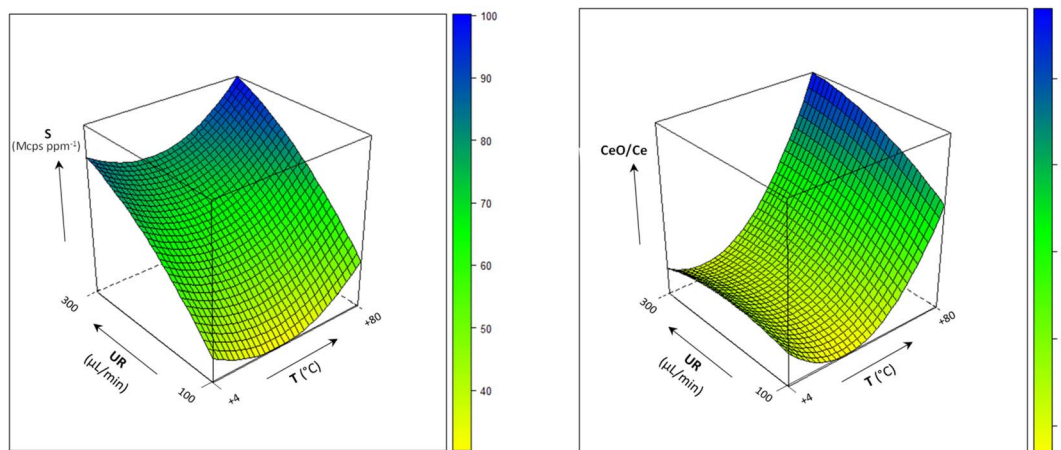 S
(Mcps ppm⁻¹)
300
UR
(µL/min)
100
+4
T (°C)
+80
100
90
80
70
60
50
40
CeO/Ce
300
UR
(µL/min)
100
+4
T (°C)
+80